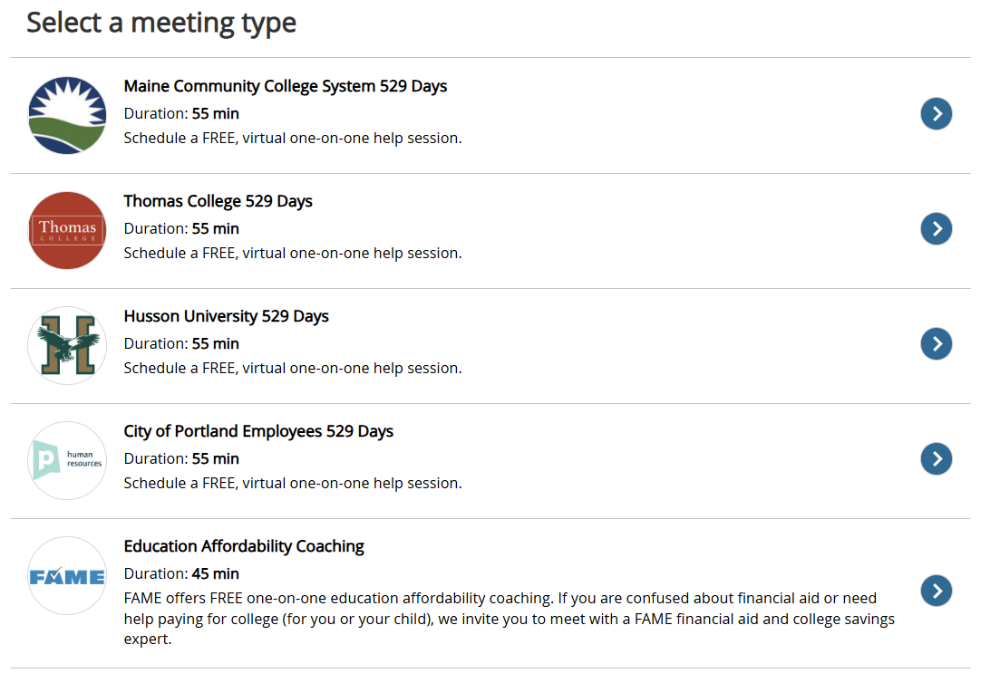 Select a meeting type
Maine Community College System 529 Days
Duration: 55 min
Schedule a FREE, virtual one-on-one help session.
Thomas
COLLEGE
Thomas College 529 Days
Duration: 55 min
Schedule a FREE, virtual one-on-one help session.
H
Husson University 529 Days
Duration: 55 min
Schedule a FREE, virtual one-on-one help session.
p
human
resources
City of Portland Employees 529 Days
Duration: 55 min
Schedule a FREE, virtual one-on-one help session.
FAME
Education Affordability Coaching
Duration: 45 min
FAME offers FREE one-on-one education affordability coaching. If you are confused about financial aid or need
help paying for college (for you or your child), we invite you to meet with a FAME financial aid and college savings
expert.